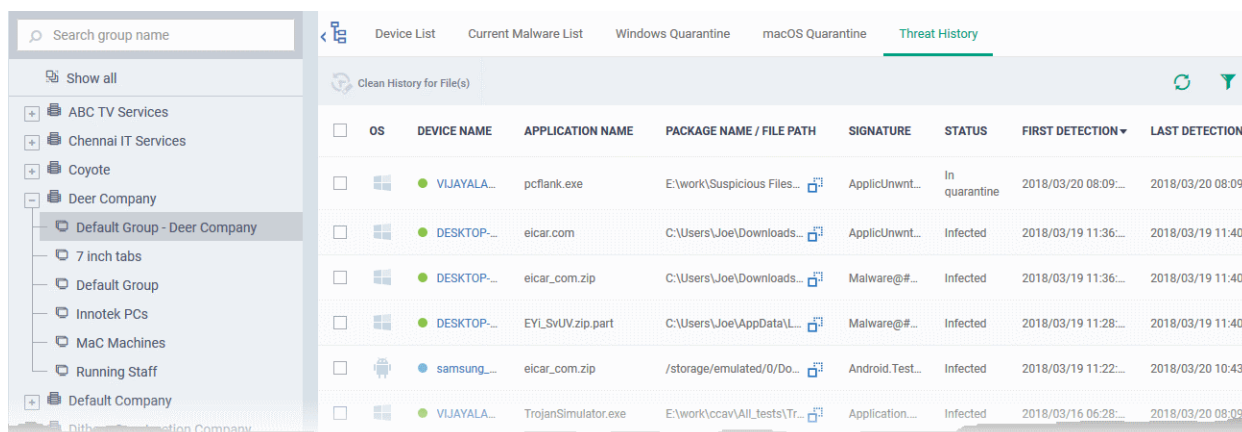 Search group name
Device List Current Malware List Windows Quarantine macOS Quarantine Threat History
Show all
Clean History for File(s)
ABC TV Services
Chennai IT Services
Coyote
Deer Company
Default Group - Deer Company
7 inch tabs
Default Group
Innotek PCs
MaC Machines
Running Staff
Default Company
OS DEVICE NAME APPLICATION NAME PACKAGE NAME / FILE PATH SIGNATURE STATUS FIRST DETECTION LAST DETECTION
VIJAYALA... pcflank.exe E:\work\Suspicious Files... ApplicUnwnt... In quarantine 2018/03/20 08:09:... 2018/03/20 08:09
DESKTOP-... eicar.com C:\Users\Joe\Downloads... ApplicUnwnt... Infected 2018/03/19 11:36:... 2018/03/19 11:40
DESKTOP-... eicar_com.zip C:\Users\Joe\Downloads... Malware@#... Infected 2018/03/19 11:36:... 2018/03/19 11:40
DESKTOP-... EYi_SvUV.zip.part C:\Users\Joe\AppData\L... Malware@#... Infected 2018/03/19 11:28:... 2018/03/19 11:40
samsung_... eicar_com.zip /storage/emulated/0/Do... Android.Test... Infected 2018/03/19 11:22:... 2018/03/20 10:43
VIJAYALA... TrojanSimulator.exe E:\work\ccav\All_tests\Tr... Application.... Infected 2018/03/16 06:28:... 2018/03/20 08:09